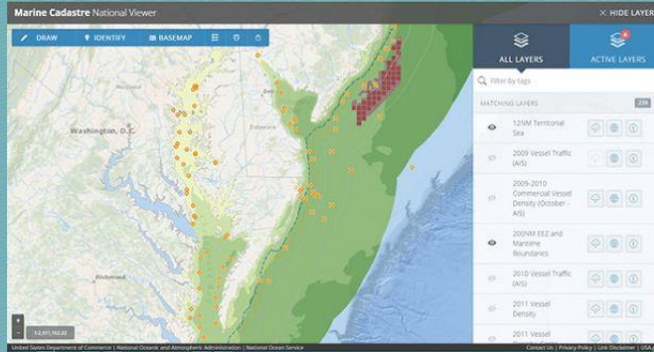 Marine Cadastre National Viewer
HIDE LAYER
DRAW
IDENTIFY
BASEMAP
ALL LAYERS
ACTIVE LAYERS
Filter by tags
MATCHING LAYERS
239
12NM Territorial
Sea
2009 Vessel Traffic
(AIS)
2009-2010
Commercial Vessel
Density (October -
AIS)
200NM EEZ and
Maritime
Boundaries
2010 Vessel Traffic
(AIS)
2011 Vessel
Density
2011 Vessel
Washington, D.C.
Delaware
Richmond
United States Department of Commerce | National Oceanic and Atmospheric Administration | National Ocean Service
Contact Us | Privacy Policy | Link Disclaimer | USA.